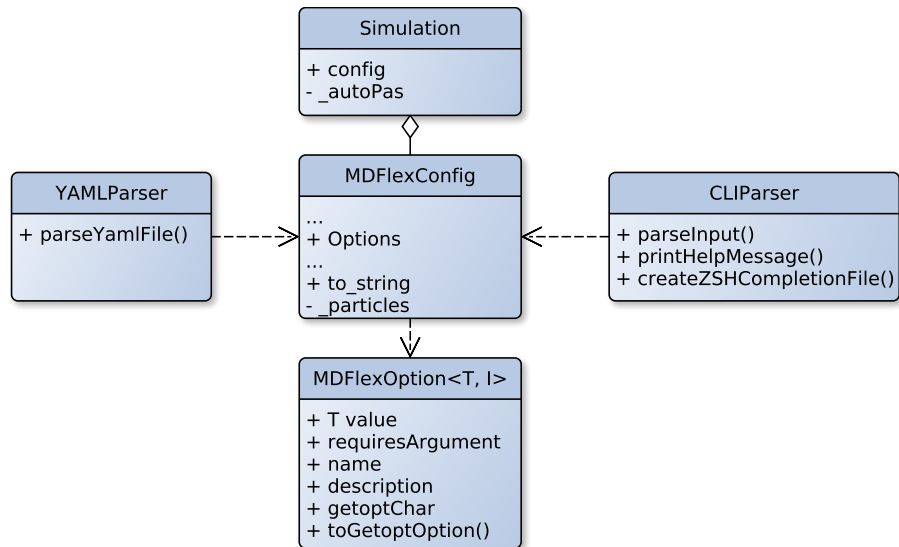 Simulation
+ config
- _autoPas
MDFlexConfig
...
+ Options
...
+ to_string
- _particles
YAMLParser
+ parseYamlFile()
CLIParser
+ parseInput()
+ printHelpMessage()
+ createZSHCompletionFile()
MDFlexOption<T, I>
+ T value
+ requiresArgument
+ name
+ description
+ getoptChar
+ toGetoptOption()